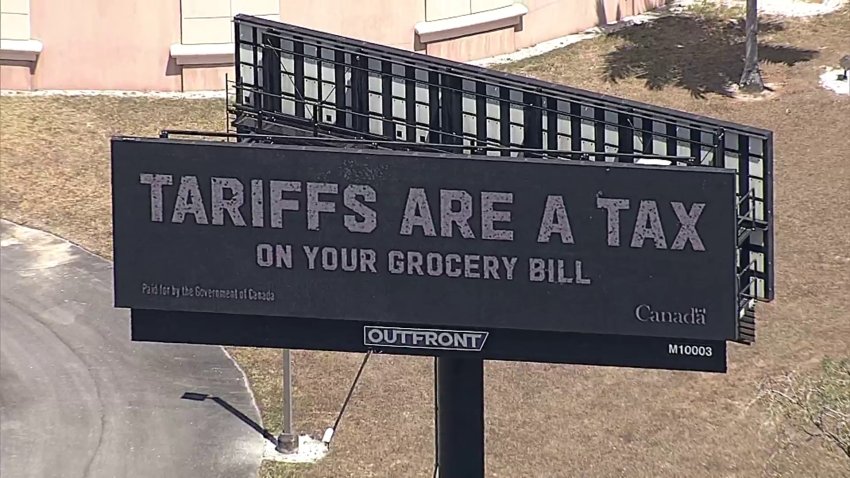 TARIFFS ARE A TAX
ON YOUR GROCERY BILL
Paid for by the Government of Canada
Canada
OUTFRONT
M10003